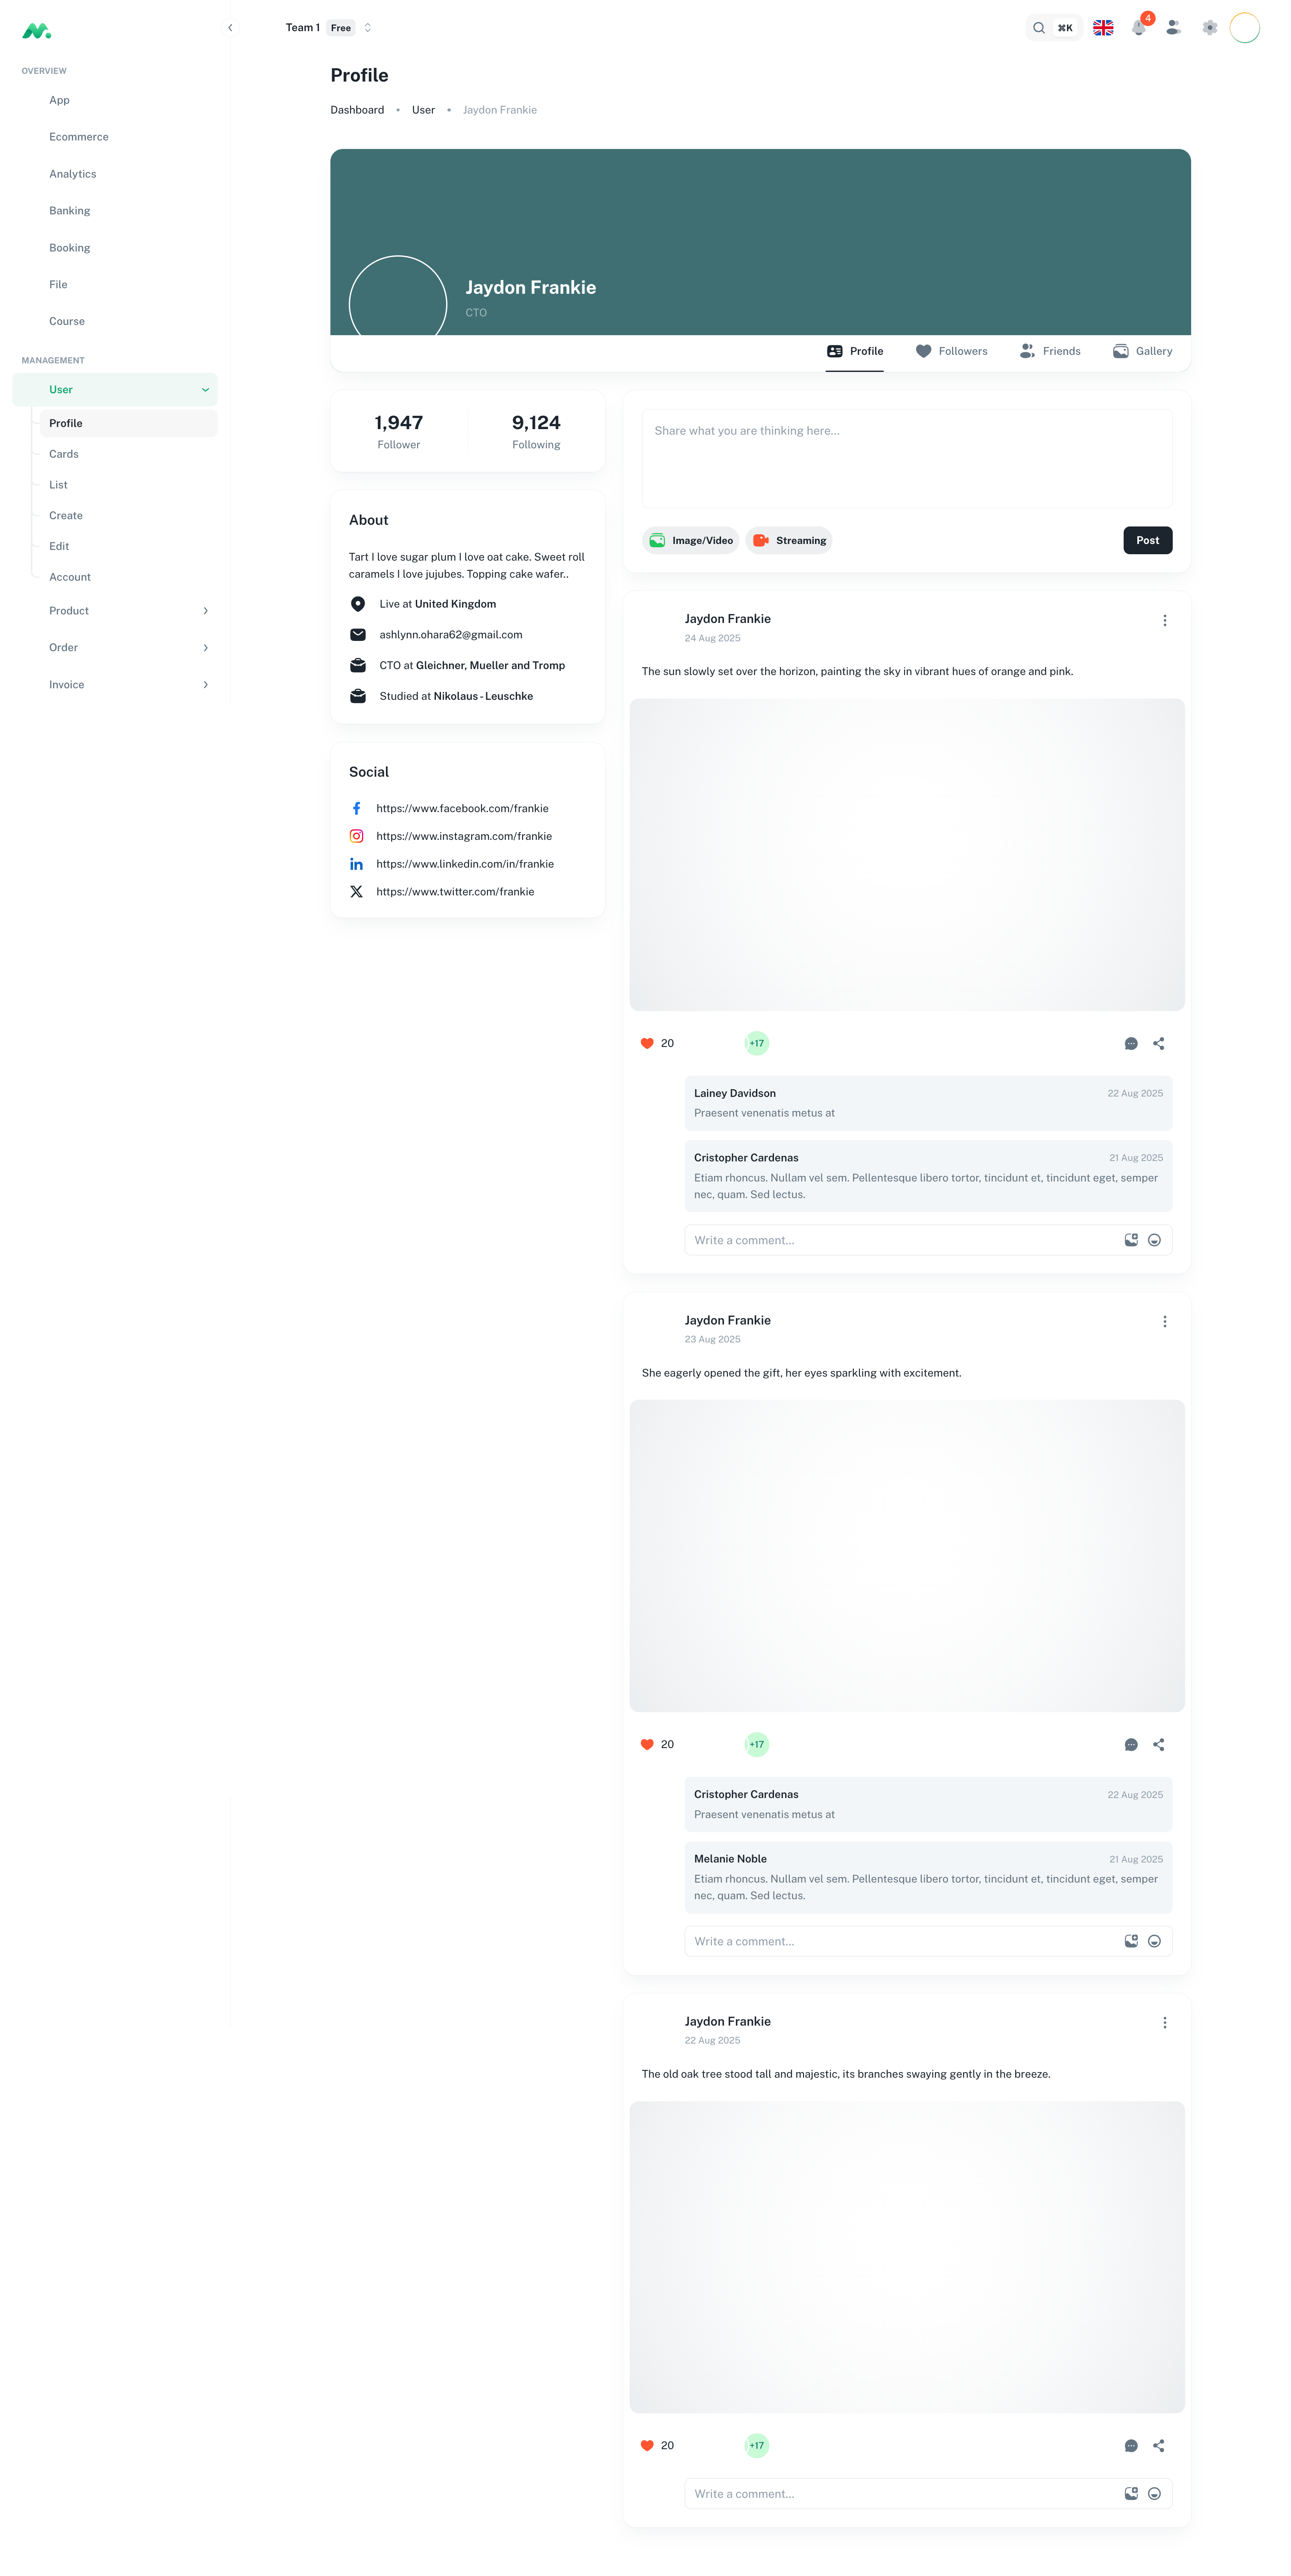 Team 1 Free
⌘K
4
OVERVIEW
App
Ecommerce
Analytics
Banking
Booking
File
Course
MANAGEMENT
User
Profile
Cards
List
Create
Edit
Account
Product
Order
Invoice
Profile
Dashboard • User • Jaydon Frankie
Jaydon Frankie
CTO
Profile Followers Friends Gallery
1,947
Follower
9,124
Following
About
Tart I love sugar plum I love oat cake. Sweet roll
caramels I love jujubes. Topping cake wafer..
Live at United Kingdom
ashlynn.ohara62@gmail.com
CTO at Gleichner, Mueller and Tromp
Studied at Nikolaus - Leuschke
Social
https://www.facebook.com/frankie
https://www.instagram.com/frankie
https://www.linkedin.com/in/frankie
https://www.twitter.com/frankie
Share what you are thinking here...
Image/Video Streaming Post
Jaydon Frankie
24 Aug 2025
The sun slowly set over the horizon, painting the sky in vibrant hues of orange and pink.
20 +17
Lainey Davidson 22 Aug 2025
Praesent venenatis metus at
Cristopher Cardenas 21 Aug 2025
Etiam rhoncus. Nullam vel sem. Pellentesque libero tortor, tincidunt et, tincidunt eget, semper
nec, quam. Sed lectus.
Write a comment...
Jaydon Frankie
23 Aug 2025
She eagerly opened the gift, her eyes sparkling with excitement.
20 +17
Cristopher Cardenas 22 Aug 2025
Praesent venenatis metus at
Melanie Noble 21 Aug 2025
Etiam rhoncus. Nullam vel sem. Pellentesque libero tortor, tincidunt et, tincidunt eget, semper
nec, quam. Sed lectus.
Write a comment...
Jaydon Frankie
22 Aug 2025
The old oak tree stood tall and majestic, its branches swaying gently in the breeze.
20 +17
Write a comment...